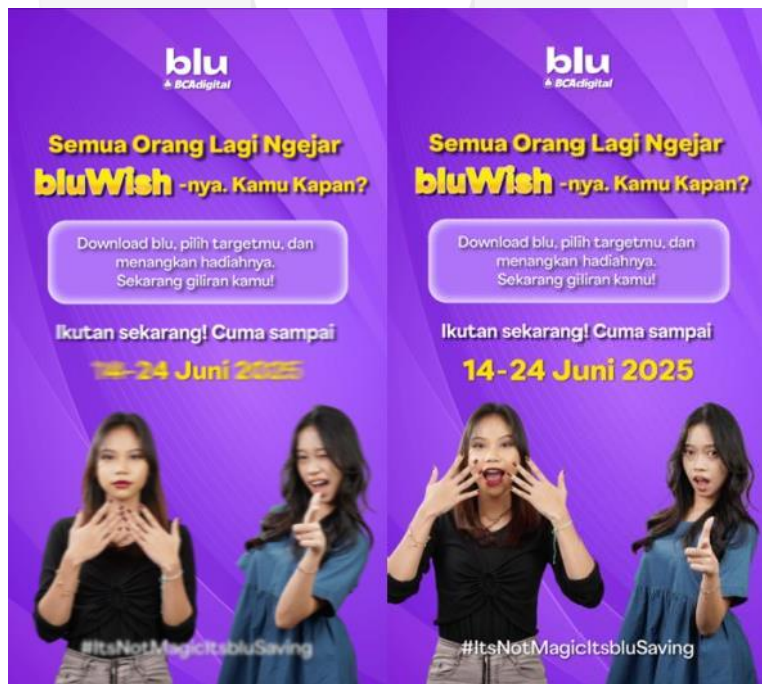 blu
BCAdigital
Semua Orang Lagi Ngejar
bluWish -nya. Kamu Kapan?
Download blu, pilih targetmu, dan
menangkan hadiahnya.
Sekarang giliran kamu!
Ikutan sekarang! Cuma sampai
14-24 Juni 2025
#ItsNotMagicItsbluSaving
blu
BCAdigital
Semua Orang Lagi Ngejar
bluWish -nya. Kamu Kapan?
Download blu, pilih targetmu, dan
menangkan hadiahnya.
Sekarang giliran kamu!
Ikutan sekarang! Cuma sampai
14-24 Juni 2025
#ItsNotMagicItsbluSaving